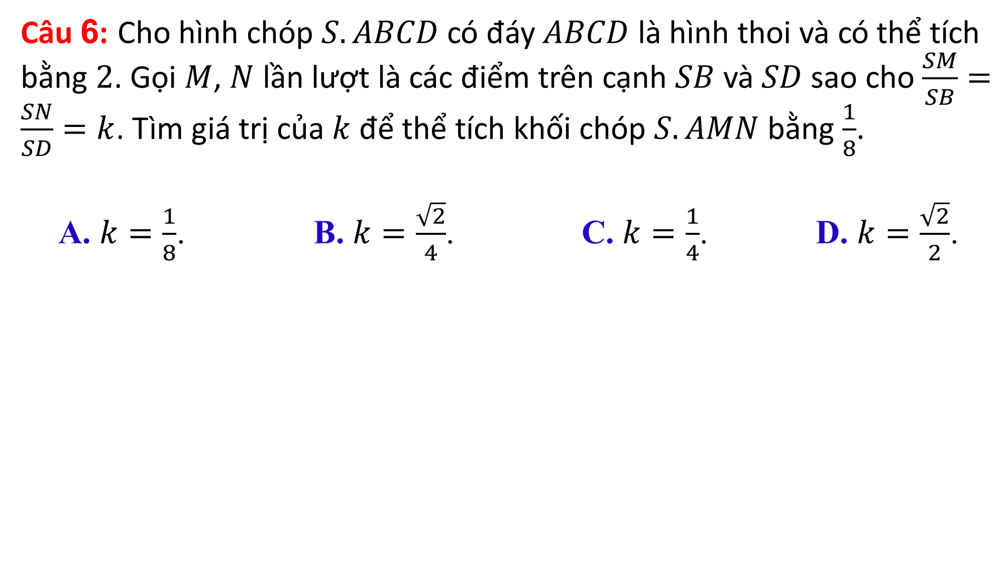 Câu 6: Cho hình chóp S.ABCD có đáy ABCD là hình thoi và có thể tích
bằng 2. Gọi M, N lần lượt là các điểm trên cạnh SB và SD sao cho \frac{SM}{SB} =
\frac{SN}{SD} = k. Tìm giá trị của k để thể tích khối chóp S.AMN bằng \frac{1}{8}.
A. k = \frac{1}{8}. B. k = \frac{\sqrt{2}}{4}. C. k = \frac{1}{4}. D. k = \frac{\sqrt{2}}{2}.